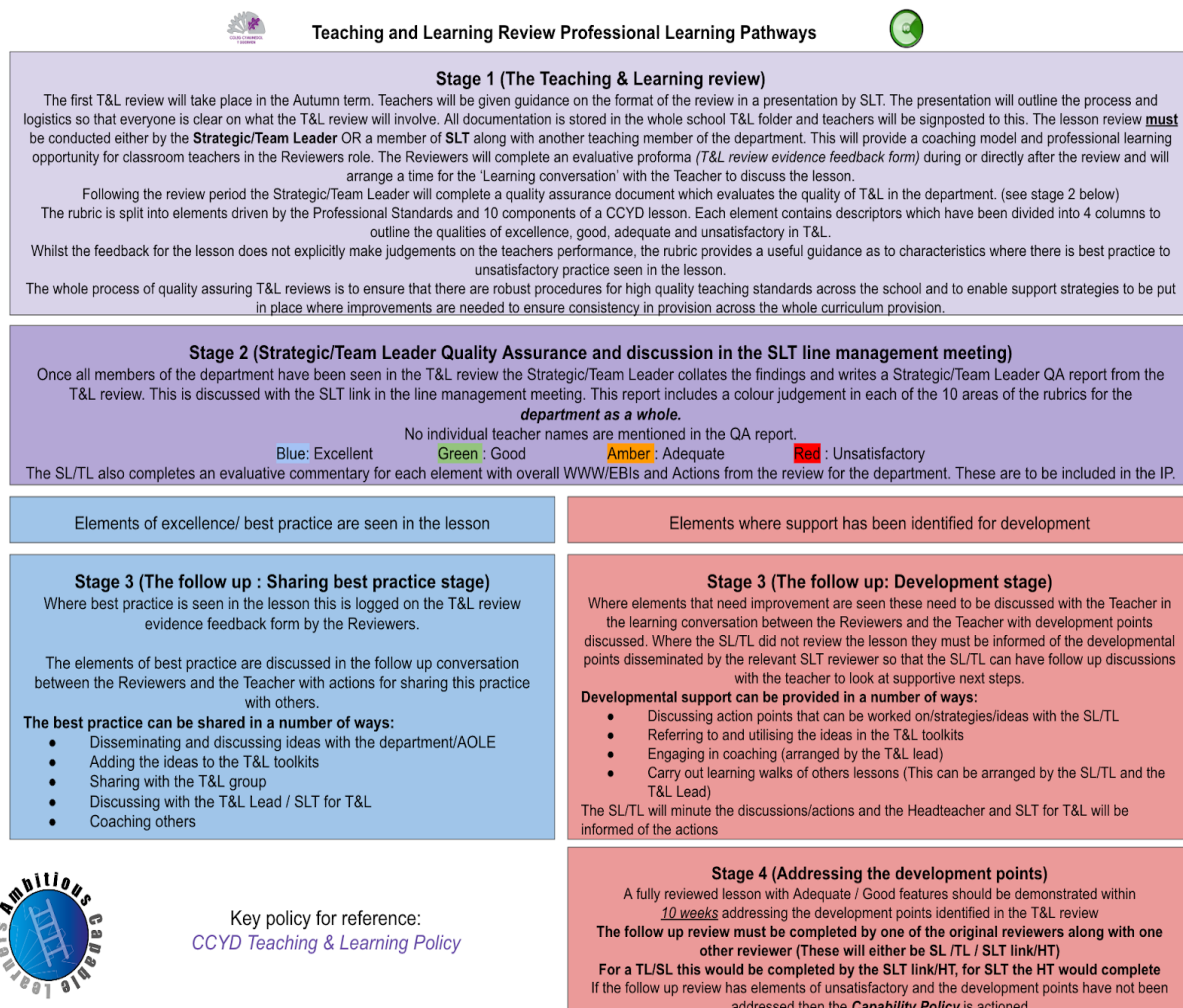 Teaching and Learning Review Professional Learning Pathways
COLEG CYMUNEDOL
Y DDERWEN
Stage 1 (The Teaching & Learning review)
The first T&L review will take place in the Autumn term. Teachers will be given guidance on the format of the review in a presentation by SLT. The presentation will outline the process and
logistics so that everyone is clear on what the T&L review will involve. All documentation is stored in the whole school T&L folder and teachers will be signposted to this. The lesson review must
be conducted either by the Strategic/Team Leader OR a member of SLT along with another teaching member of the department. This will provide a coaching model and professional learning
opportunity for classroom teachers in the Reviewers role. The Reviewers will complete an evaluative proforma (T&L review evidence feedback form) during or directly after the review and will
arrange a time for the ‘Learning conversation’ with the Teacher to discuss the lesson.
Following the review period the Strategic/Team Leader will complete a quality assurance document which evaluates the quality of T&L in the department. (see stage 2 below)
The rubric is split into elements driven by the Professional Standards and 10 components of a CCYD lesson. Each element contains descriptors which have been divided into 4 columns to
outline the qualities of excellence, good, adequate and unsatisfactory in T&L.
Whilst the feedback for the lesson does not explicitly make judgements on the teachers performance, the rubric provides a useful guidance as to characteristics where there is best practice to
unsatisfactory practice seen in the lesson.
The whole process of quality assuring T&L reviews is to ensure that there are robust procedures for high quality teaching standards across the school and to enable support strategies to be put
in place where improvements are needed to ensure consistency in provision across the whole curriculum provision.
Stage 2 (Strategic/Team Leader Quality Assurance and discussion in the SLT line management meeting)
Once all members of the department have been seen in the T&L review the Strategic/Team Leader collates the findings and writes a Strategic/Team Leader QA report from the
T&L review. This is discussed with the SLT link in the line management meeting. This report includes a colour judgement in each of the 10 areas of the rubrics for the
department as a whole.
No individual teacher names are mentioned in the QA report.
Blue: Excellent Green : Good Amber : Adequate Red : Unsatisfactory
The SL/TL also completes an evaluative commentary for each element with overall WWW/EBIs and Actions from the review for the department. These are to be included in the IP.
Elements of excellence/ best practice are seen in the lesson
Stage 3 (The follow up : Sharing best practice stage)
Where best practice is seen in the lesson this is logged on the T&L review
evidence feedback form by the Reviewers.
The elements of best practice are discussed in the follow up conversation
between the Reviewers and the Teacher with actions for sharing this practice
with others.
The best practice can be shared in a number of ways:
● Disseminating and discussing ideas with the department/AOLE
● Adding the ideas to the T&L toolkits
● Sharing with the T&L group
● Discussing with the T&L Lead / SLT for T&L
● Coaching others
Elements where support has been identified for development
Stage 3 (The follow up: Development stage)
Where elements that need improvement are seen these need to be discussed with the Teacher in
the learning conversation between the Reviewers and the Teacher with development points
discussed. Where the SL/TL did not review the lesson they must be informed of the developmental
points disseminated by the relevant SLT reviewer so that the SL/TL can have follow up discussions
with the teacher to look at supportive next steps.
Developmental support can be provided in a number of ways:
● Discussing action points that can be worked on/strategies/ideas with the SL/TL
● Referring to and utilising the ideas in the T&L toolkits
● Engaging in coaching (arranged by the T&L lead)
● Carry out learning walks of others lessons (This can be arranged by the SL/TL and the
T&L Lead)
The SL/TL will minute the discussions/actions and the Headteacher and SLT for T&L will be
informed of the actions
Ambitious Capable learners
Key policy for reference:
CCYD Teaching & Learning Policy
Stage 4 (Addressing the development points)
A fully reviewed lesson with Adequate / Good features should be demonstrated within
10 weeks addressing the development points identified in the T&L review
The follow up review must be completed by one of the original reviewers along with one
other reviewer (These will either be SL /TL / SLT link/HT)
For a TL/SL this would be completed by the SLT link/HT, for SLT the HT would complete
If the follow up review has elements of unsatisfactory and the development points have not been
addressed then the Capability Policy is actioned